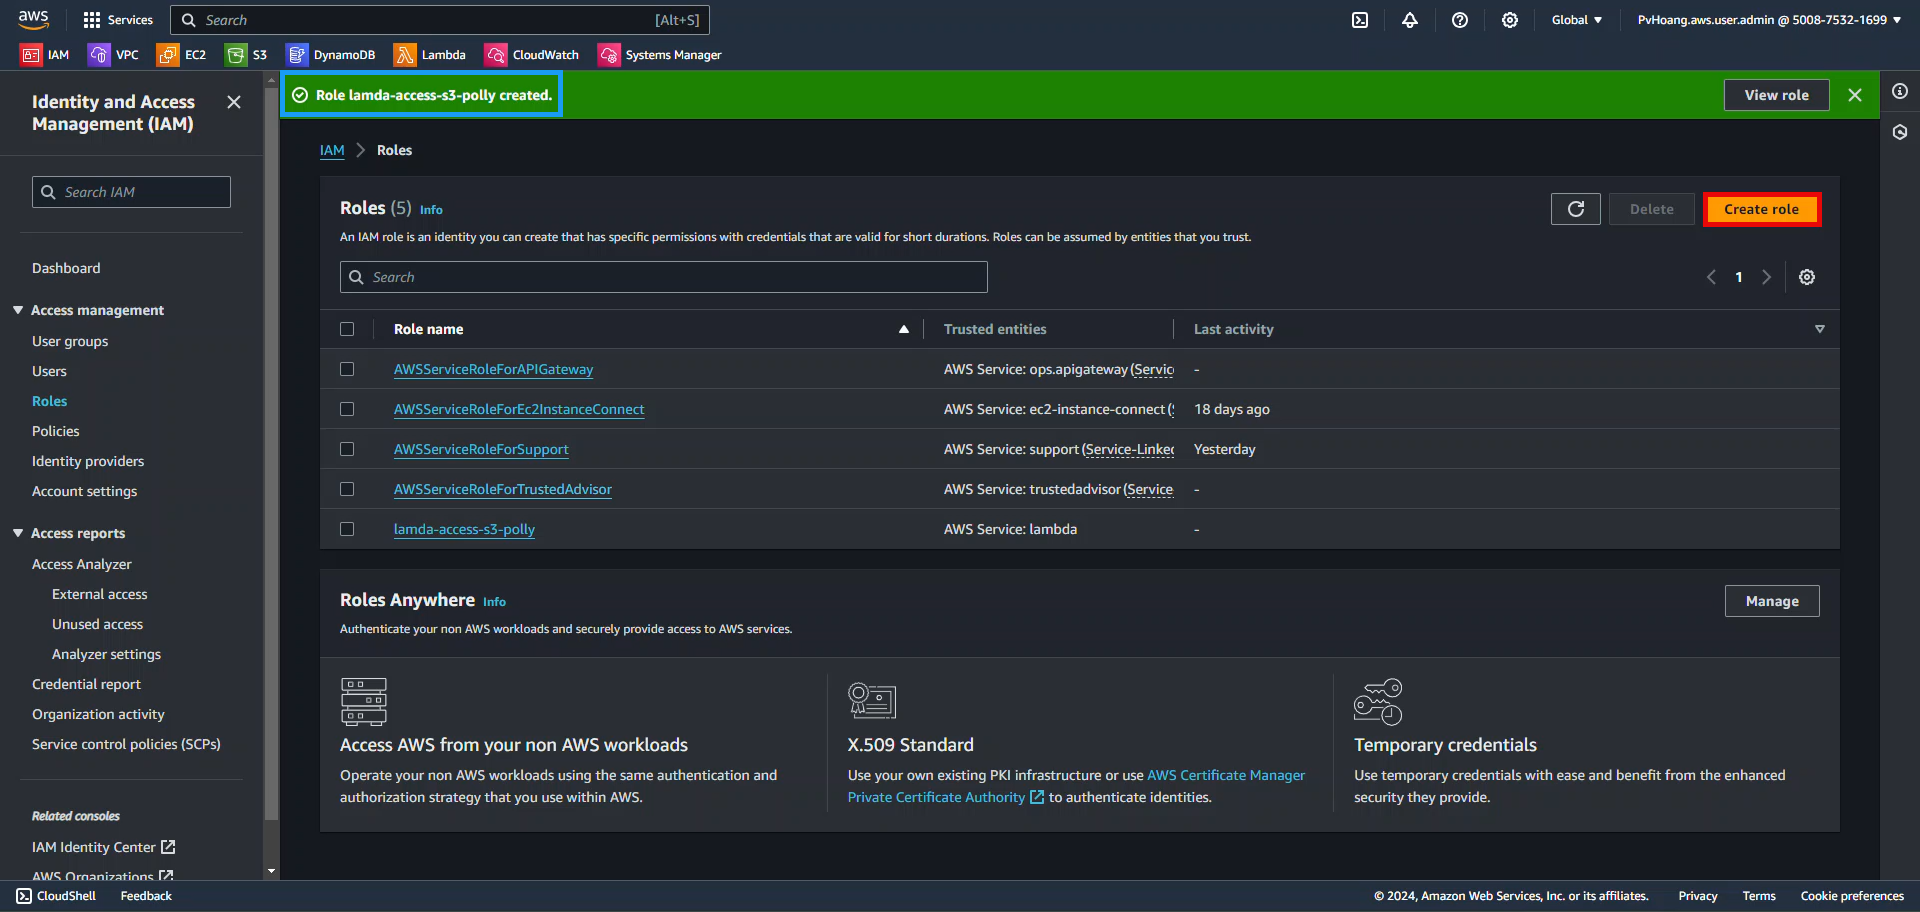 aws
Services
Search
[Alt+S]
Global
PvHoang.aws.user.admin @ 5008-7532-1699
IAM
VPC
EC2
S3
DynamoDB
Lambda
CloudWatch
Systems Manager
Identity and Access
Management (IAM)
Search IAM
Dashboard
Access management
User groups
Users
Roles
Policies
Identity providers
Account settings
Access reports
Access Analyzer
External access
Unused access
Analyzer settings
Credential report
Organization activity
Service control policies (SCPs)
Related consoles
IAM Identity Center
AWS Organizations
Role lamda-access-s3-polly created.
View role
IAM
Roles
Roles (5) Info
Delete
Create role
An IAM role is an identity you can create that has specific permissions with credentials that are valid for short durations. Roles can be assumed by entities that you trust.
Search
1
Role name
Trusted entities
Last activity
AWSServiceRoleForAPIGateway
AWS Service: ops.apigateway (Servic
-
AWSServiceRoleForEc2InstanceConnect
AWS Service: ec2-instance-connect (
18 days ago
AWSServiceRoleForSupport
AWS Service: support (Service-Linked
Yesterday
AWSServiceRoleForTrustedAdvisor
AWS Service: trustedadvisor (Service
-
lamda-access-s3-polly
AWS Service: lambda
-
Roles Anywhere Info
Manage
Authenticate your non AWS workloads and securely provide access to AWS services.
Access AWS from your non AWS workloads
Operate your non AWS workloads using the same authentication and
authorization strategy that you use within AWS.
X.509 Standard
Use your own existing PKI infrastructure or use AWS Certificate Manager
Private Certificate Authority to authenticate identities.
Temporary credentials
Use temporary credentials with ease and benefit from the enhanced
security they provide.
CloudShell
Feedback
© 2024, Amazon Web Services, Inc. or its affiliates.
Privacy
Terms
Cookie preferences